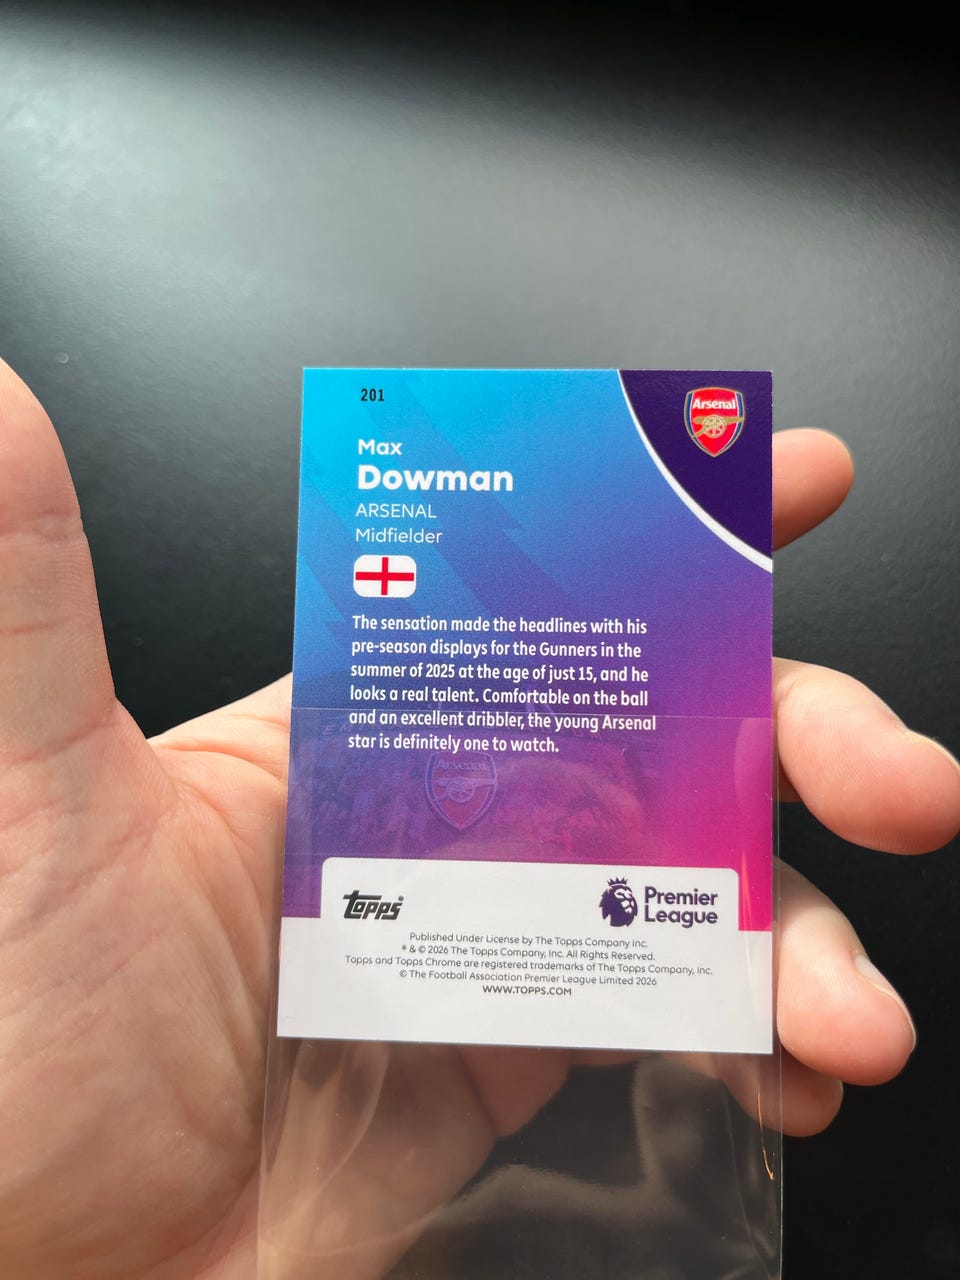 201
Arsenal
Max
Dowman
ARSENAL
Midfielder
The sensation made the headlines with his
pre-season displays for the Gunners in the
summer of 2025 at the age of just 15, and he
looks a real talent. Comfortable on the ball
and an excellent dribbler, the young Arsenal
star is definitely one to watch.
Arsenal
topps
Premier
League
Published Under License by The Topps Company Inc.
® & © 2026 The Topps Company, Inc. All Rights Reserved.
Topps and Topps Chrome are registered trademarks of The Topps Company, Inc.
© The Football Association Premier League Limited 2026
WWW.TOPPS.COM